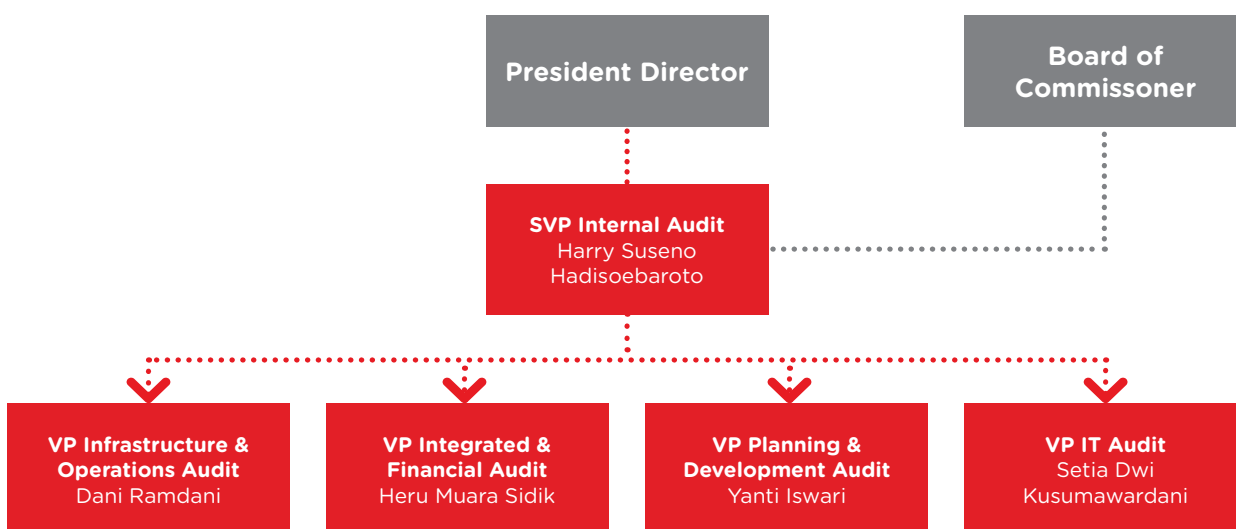 President Director
Board of
Commissoner
SVP Internal Audit
Harry Suseno
Hadisoebaroto
VP Infrastructure &
Operations Audit
Dani Ramdani
VP Integrated &
Financial Audit
Heru Muara Sidik
VP Planning &
Development Audit
Yanti Iswari
VP IT Audit
Setia Dwi
Kusumawardani